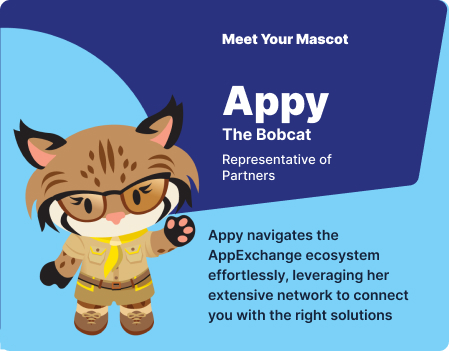 Meet Your Mascot
Appy
The Bobcat
Representative of
Partners
Appy navigates the
AppExchange ecosystem
effortlessly, leveraging her
extensive network to connect
you with the right solutions